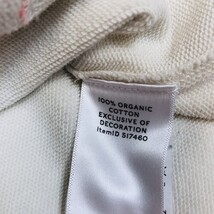 100% ORGANIC
COTTON
EXCLUSIVE OF
DECORATION
ItemID 517460